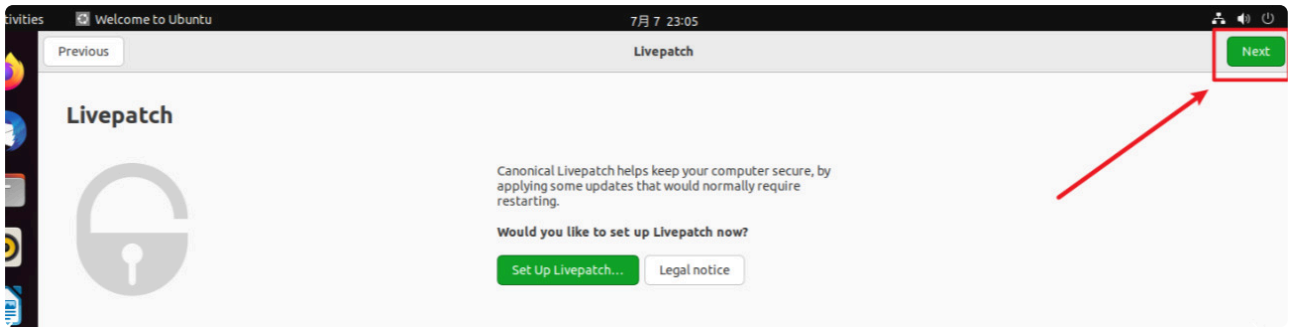 tivities Welcome to Ubuntu 7月 7 23:05
Previous Livepatch Next
Livepatch
Canonical Livepatch helps keep your computer secure, by
applying some updates that would normally require
restarting.
Would you like to set up Livepatch now?
Set Up Livepatch... Legal notice